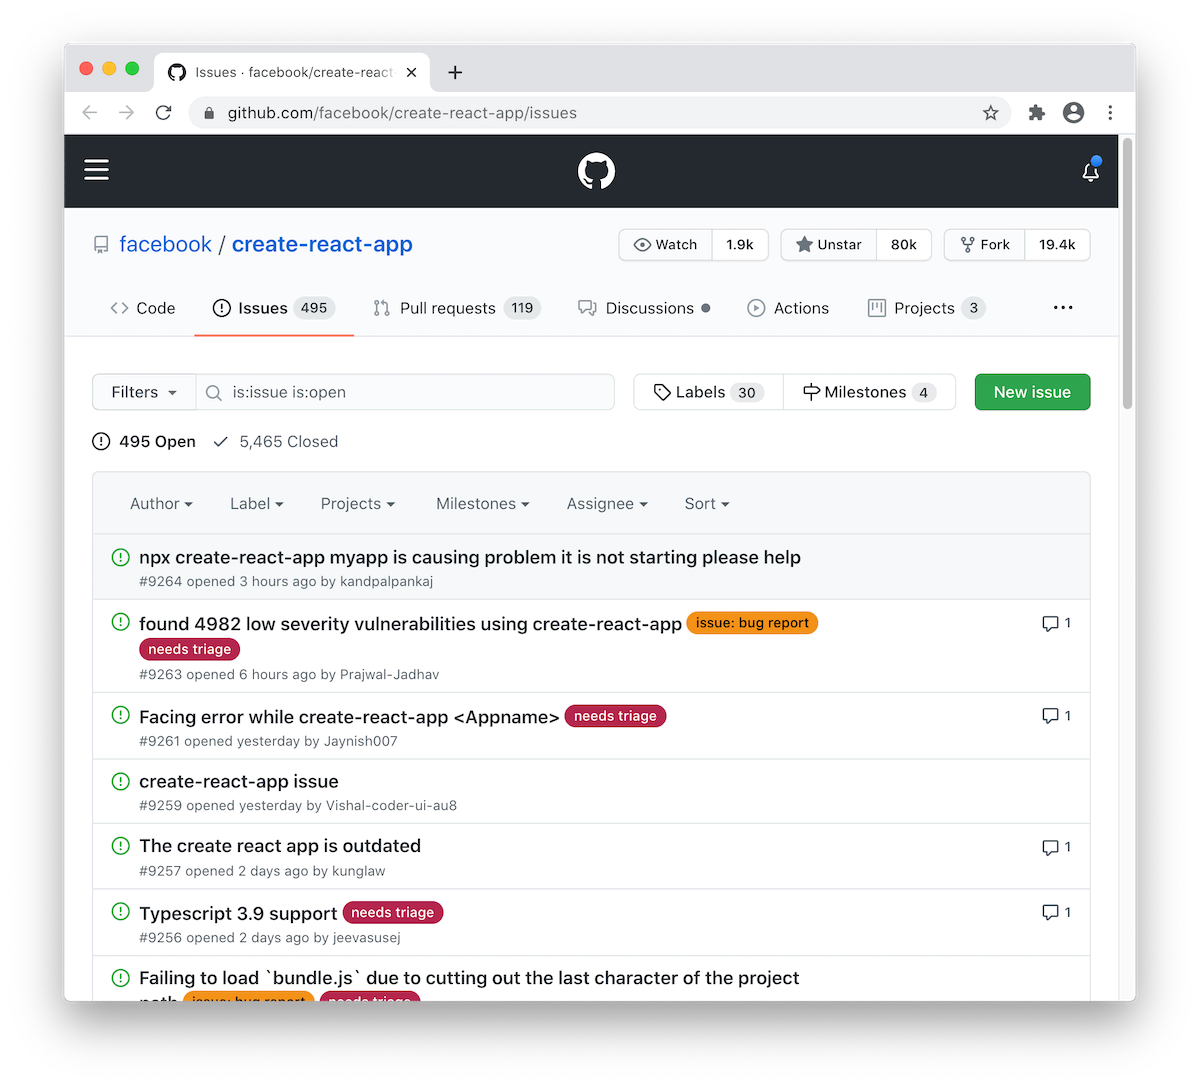 Issues · facebook/create-react
github.com/facebook/create-react-app/issues
facebook / create-react-app
Watch 1.9k Unstar 80k Fork 19.4k
Code Issues 495 Pull requests 119 Discussions Actions Projects 3
Filters is:issue is:open Labels 30 Milestones 4 New issue
495 Open 5,465 Closed
Author Label Projects Milestones Assignee Sort
npx create-react-app myapp is causing problem it is not starting please help
#9264 opened 3 hours ago by kandpalpankaj
found 4982 low severity vulnerabilities using create-react-app issue: bug report 1
needs triage
#9263 opened 6 hours ago by Prajwal-Jadhav
Facing error while create-react-app <Appname> needs triage 1
#9261 opened yesterday by Jaynish007
create-react-app issue
#9259 opened yesterday by Vishal-coder-ui-au8
The create react app is outdated 1
#9257 opened 2 days ago by kunglaw
Typescript 3.9 support needs triage 1
#9256 opened 2 days ago by jeevasusej
Failing to load `bundle.js` due to cutting out the last character of the project
path issue: bug report needs triage